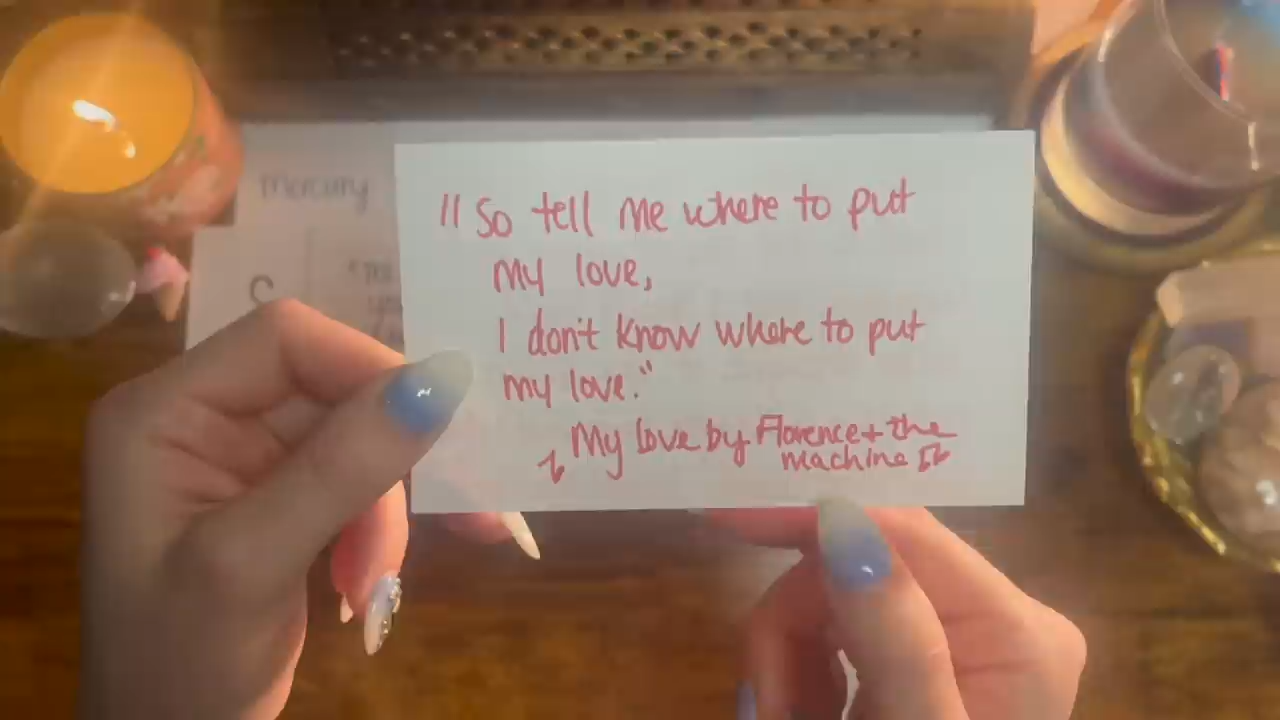 Mercury
"So tell me where to put
my love,
I don't know where to put
my love."
♪ My love by Florence + the
machine ♫